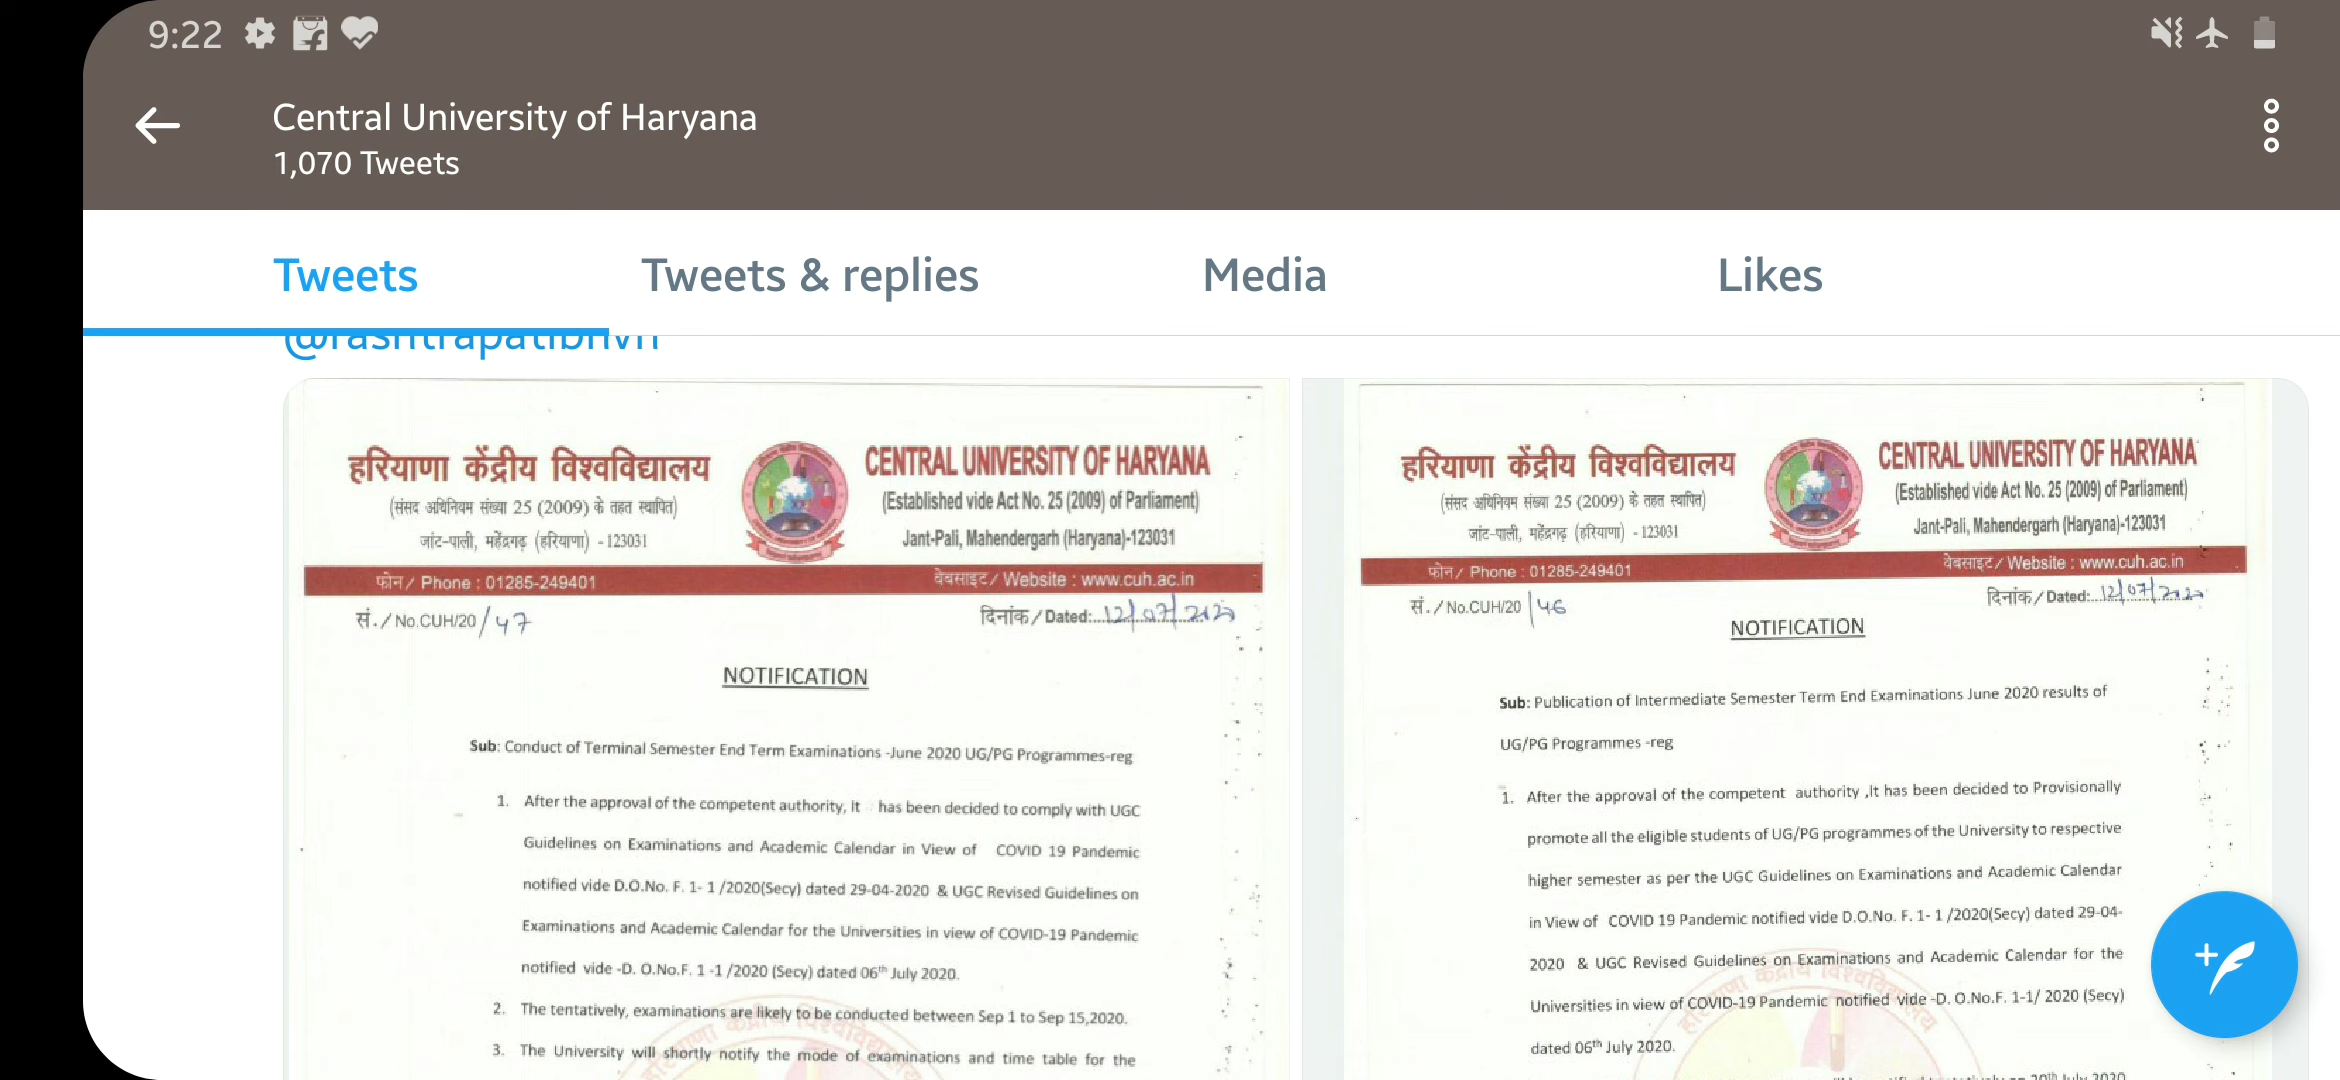 9:22
Central University of Haryana
1,070 Tweets
Tweets
Tweets & replies
Media
Likes
@rashtrapatibhvn
हरियाणा केंद्रीय विश्वविद्यालय
(संसद अधिनियम संख्या 25 (2009) के तहत स्थापित)
जांट-पाली, महेंद्रगढ़ (हरियाणा) - 123031
CENTRAL UNIVERSITY OF HARYANA
(Established vide Act No. 25 (2009) of Parliament)
Jant-Pali, Mahendergarh (Haryana)-123031
फोन / Phone : 01285-249401
वेबसाइट / Website : www.cuh.ac.in
सं. / No.CUH/20/47
दिनांक / Dated:...12/07/2020
NOTIFICATION
Sub: Conduct of Terminal Semester End Term Examinations -June 2020 UG/PG Programmes-reg
1. After the approval of the competent authority, It has been decided to comply with UGC
Guidelines on Examinations and Academic Calendar in View of COVID 19 Pandemic
notified vide D.O.No. F. 1- 1 /2020(Secy) dated 29-04-2020 & UGC Revised Guidelines on
Examinations and Academic Calendar for the Universities in view of COVID-19 Pandemic
notified vide -D. O.No.F. 1 -1 /2020 (Secy) dated 06th July 2020.
2. The tentatively, examinations are likely to be conducted between Sep 1 to Sep 15,2020.
3. The University will shortly notify the mode of examinations and time table for the
हरियाणा केंद्रीय विश्वविद्यालय
(संसद अधिनियम संख्या 25 (2009) के तहत स्थापित)
जांट-पाली, महेंद्रगढ़ (हरियाणा) - 123031
CENTRAL UNIVERSITY OF HARYANA
(Established vide Act No. 25 (2009) of Parliament)
Jant-Pali, Mahendergarh (Haryana)-123031
फोन / Phone : 01285-249401
वेबसाइट / Website : www.cuh.ac.in
सं. / No.CUH/20/46
दिनांक / Dated:...12/07/2020
NOTIFICATION
Sub: Publication of Intermediate Semester Term End Examinations June 2020 results of
UG/PG Programmes -reg
1. After the approval of the competent authority ,It has been decided to Provisionally
promote all the eligible students of UG/PG programmes of the University to respective
higher semester as per the UGC Guidelines on Examinations and Academic Calendar
in View of COVID 19 Pandemic notified vide D.O.No. F. 1- 1 /2020(Secy) dated 29-04-
2020 & UGC Revised Guidelines on Examinations and Academic Calendar for the
Universities in view of COVID-19 Pandemic notified vide -D. O.No.F. 1-1/ 2020 (Secy)
dated 06th July 2020.